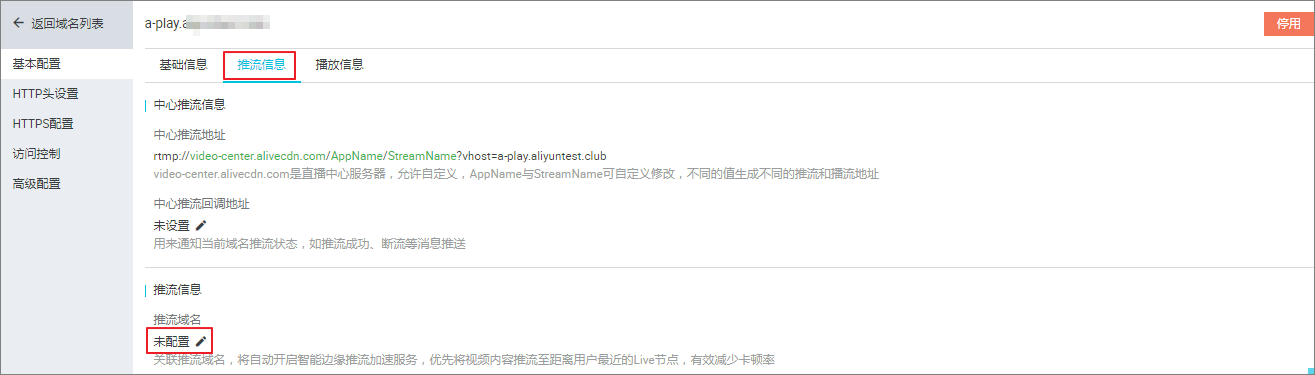 返回域名列表
a-play.
停用
基本配置
HTTP头设置
HTTPS配置
访问控制
高级配置
基础信息
推流信息
播放信息
中心推流信息
中心推流地址
rtmp://video-center.alivecdn.com/AppName/StreamName?vhost=a-play.aliyuntest.club
video-center.alivecdn.com是直播中心服务器，允许自定义，AppName与StreamName可自定义修改，不同的值生成不同的推流和播流地址
中心推流回调地址
未设置
用来通知当前域名推流状态，如推流成功、断流等消息推送
推流信息
推流域名
未配置
关联推流域名，将自动开启智能边缘推流加速服务，优先将视频内容推流至距离用户最近的Live节点，有效减少卡顿率